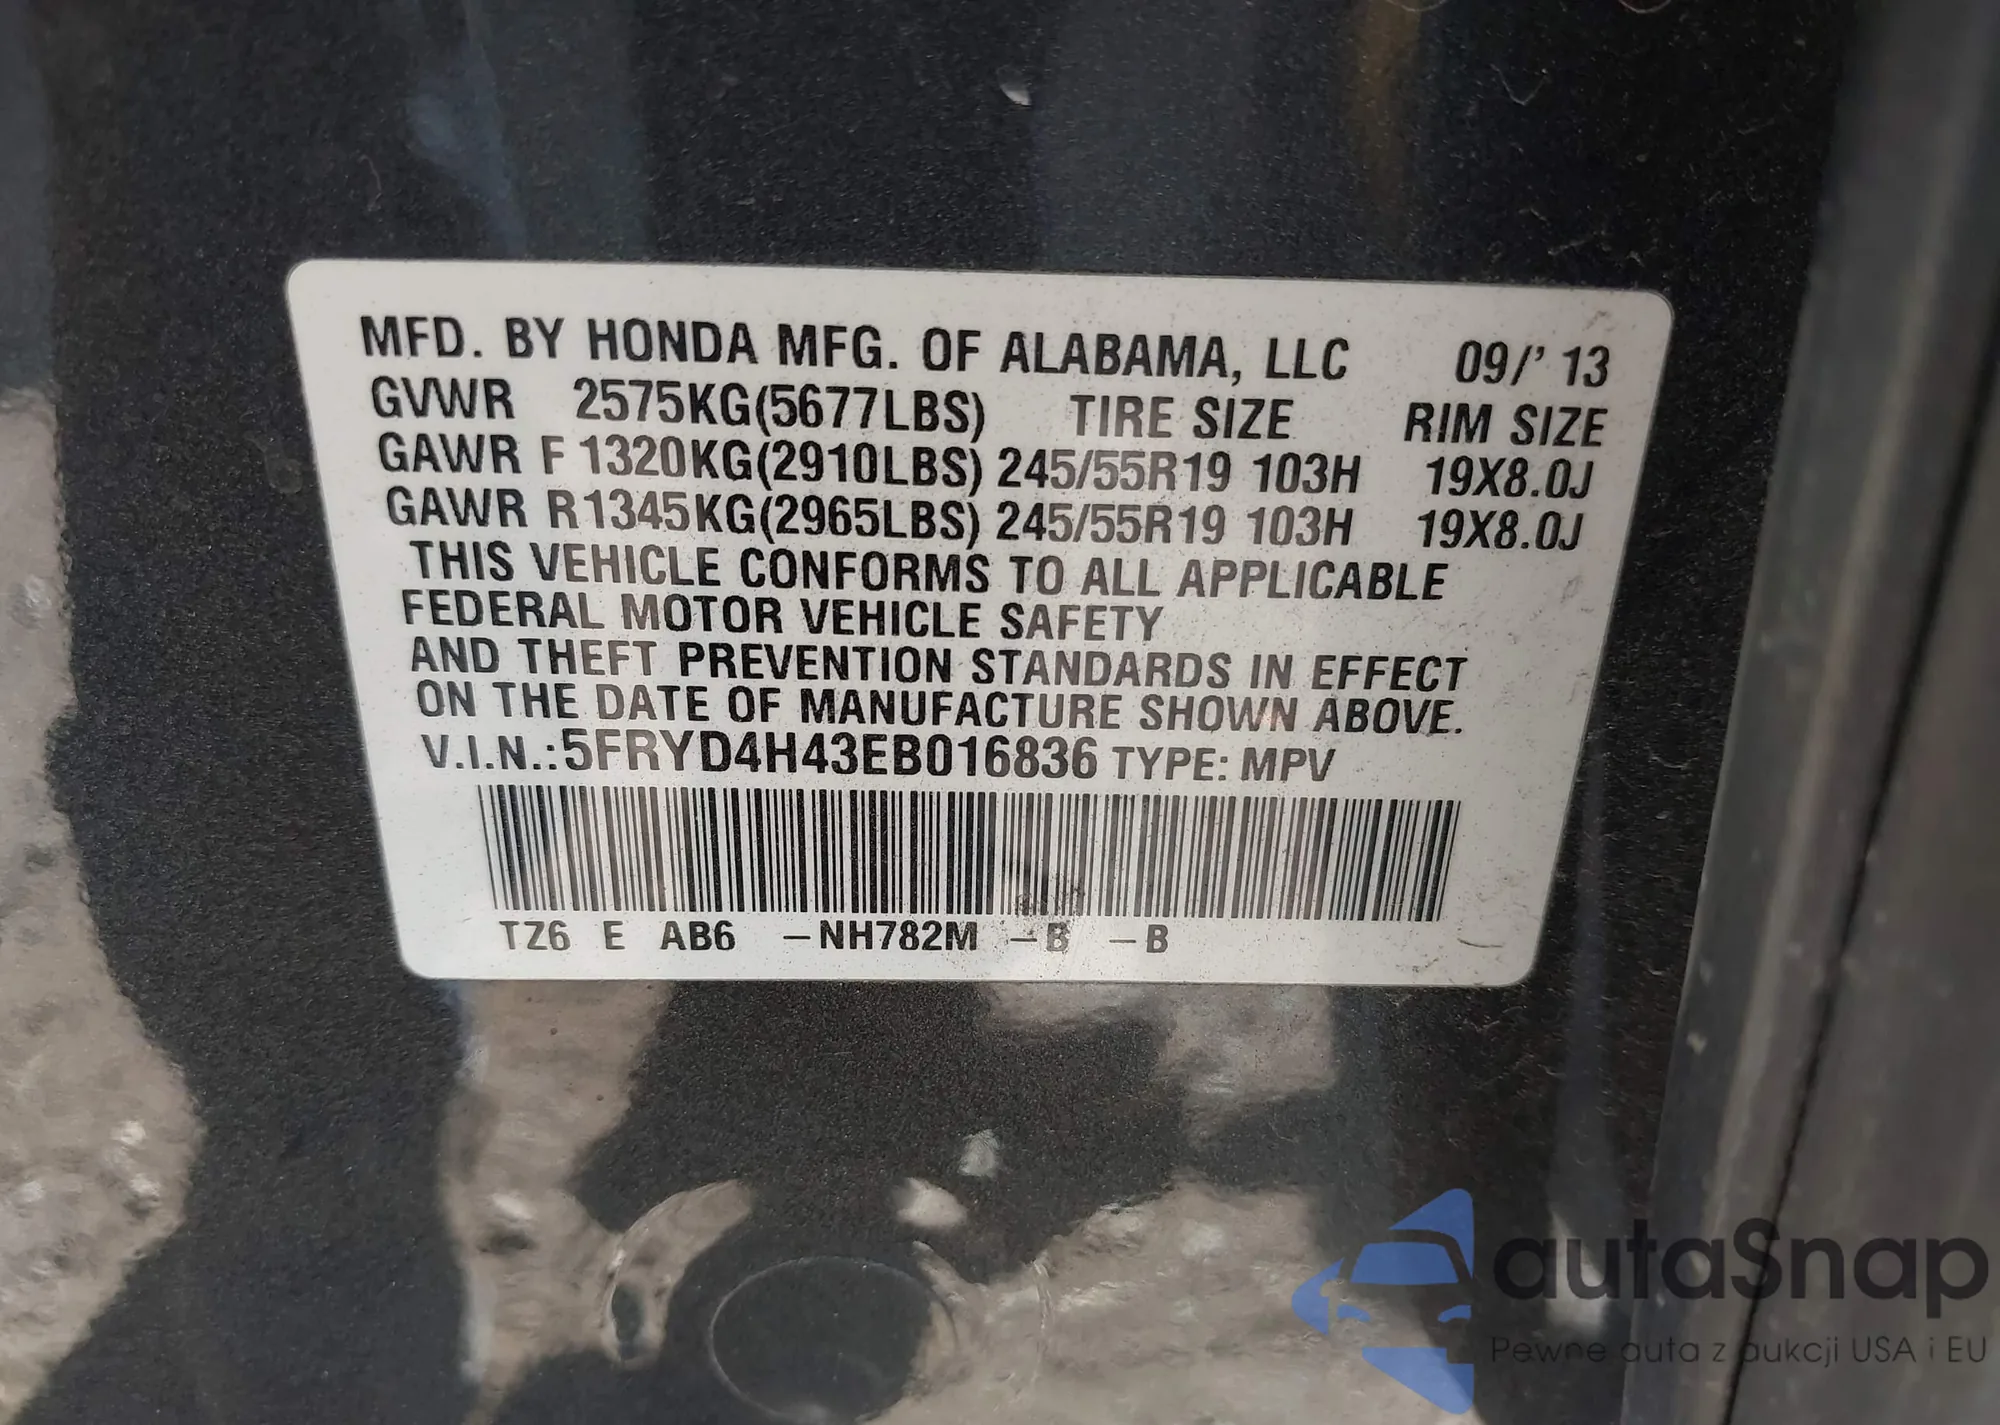 MFD. BY HONDA MFG. OF ALABAMA, LLC 09/' 13
GVWR 2575KG(5677LBS) TIRE SIZE RIM SIZE
GAWR F 1320KG(2910LBS) 245/55R19 103H 19X8.0J
GAWR R1345KG(2965LBS) 245/55R19 103H 19X8.0J
THIS VEHICLE CONFORMS TO ALL APPLICABLE
FEDERAL MOTOR VEHICLE SAFETY
AND THEFT PREVENTION STANDARDS IN EFFECT
ON THE DATE OF MANUFACTURE SHOWN ABOVE.
V.I.N.:5FRYD4H43EB016836 TYPE: MPV
TZ6 E AB6 –NH782M –B –B
autaSnap
Pewne auta z aukcji USA i EU